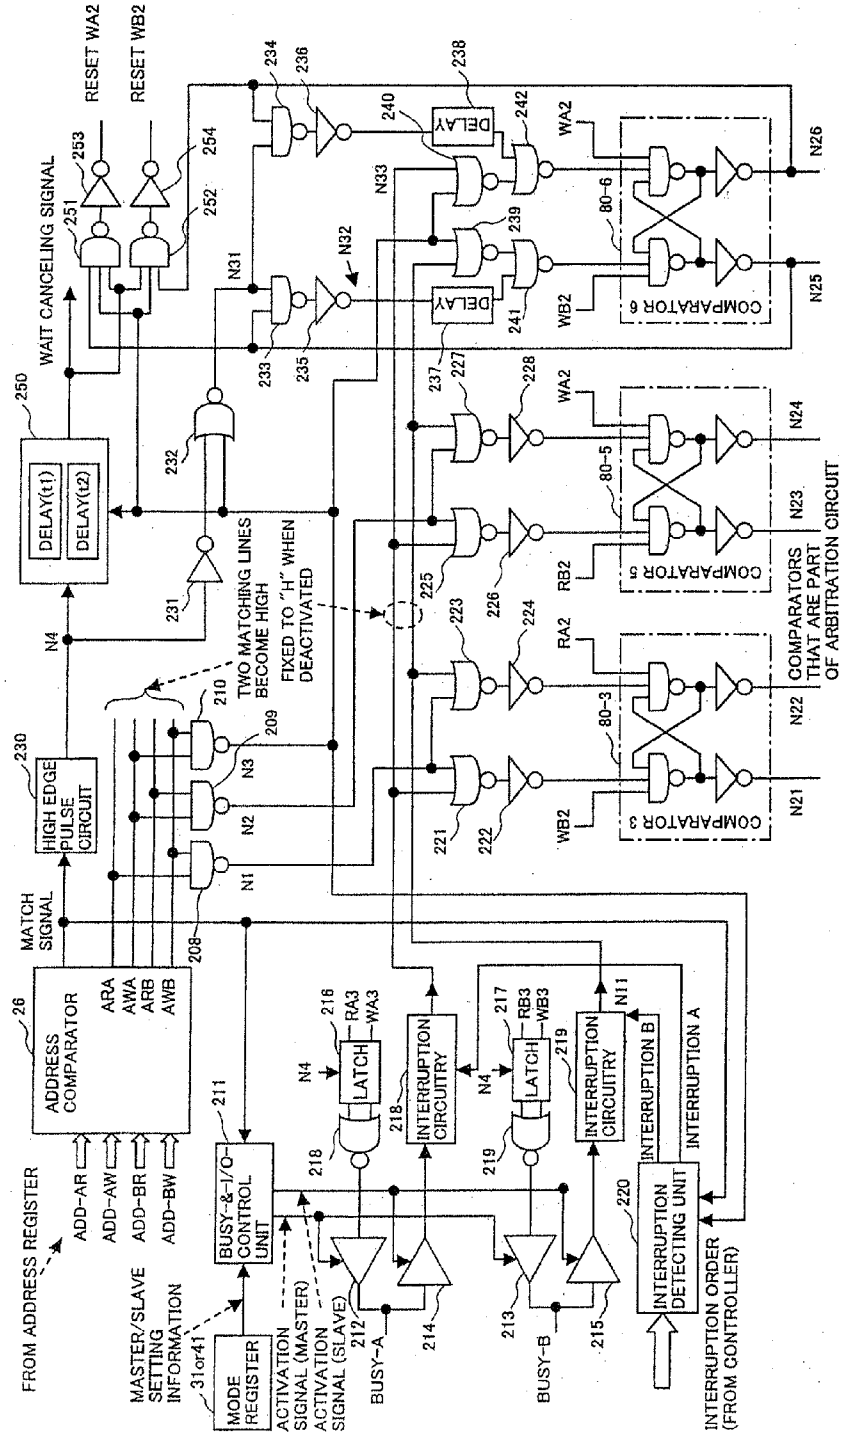 FROM ADDRESS REGISTER
ADD-AR
ADD-AW
ADD-BR
ADD-BW
26
ADDRESS
COMPARATOR
ARA
AWA
ARB
AWB
MATCH
SIGNAL
230
HIGH EDGE
PULSE
CIRCUIT
N4
250
DELAY(t1)
DELAY(t2)
WAIT CANCELING SIGNAL
251
253
RESET WA2
RESET WB2
252
254
231
232
N31
TWO MATCHING LINES
BECOME HIGH
FIXED TO "H" WHEN
DEACTIVATED
208
209
210
N1
N2
N3
233
234
235
236
N32
N33
237
238
DELAY
DELAY
239
240
241
242
MASTER/SLAVE
SETTING
INFORMATION
31or41
MODE
REGISTER
211
BUSY-&-I/O-
CONTROL
UNIT
ACTIVATION
SIGNAL (MASTER)
ACTIVATION
SIGNAL (SLAVE)
N4
216
LATCH
RA3
WA3
218
212
214
BUSY-A
218
INTERRUPTION
CIRCUITRY
N4
217
LATCH
RB3
WB3
219
213
215
BUSY-B
219
INTERRUPTION
CIRCUITRY
N11
INTERRUPTION B
INTERRUPTION A
220
INTERRUPTION
DETECTING UNIT
INTERRUPTION ORDER
(FROM CONTROLLER)
221
222
223
224
225
226
227
228
WB2
80-3
RA2
COMPARATOR 3
N21
N22
RB2
80-5
WA2
COMPARATOR 5
N23
N24
WB2
80-6
WA2
COMPARATOR 6
N25
N26
COMPARATORS
THAT ARE PART
OF ARBITRATION CIRCUIT